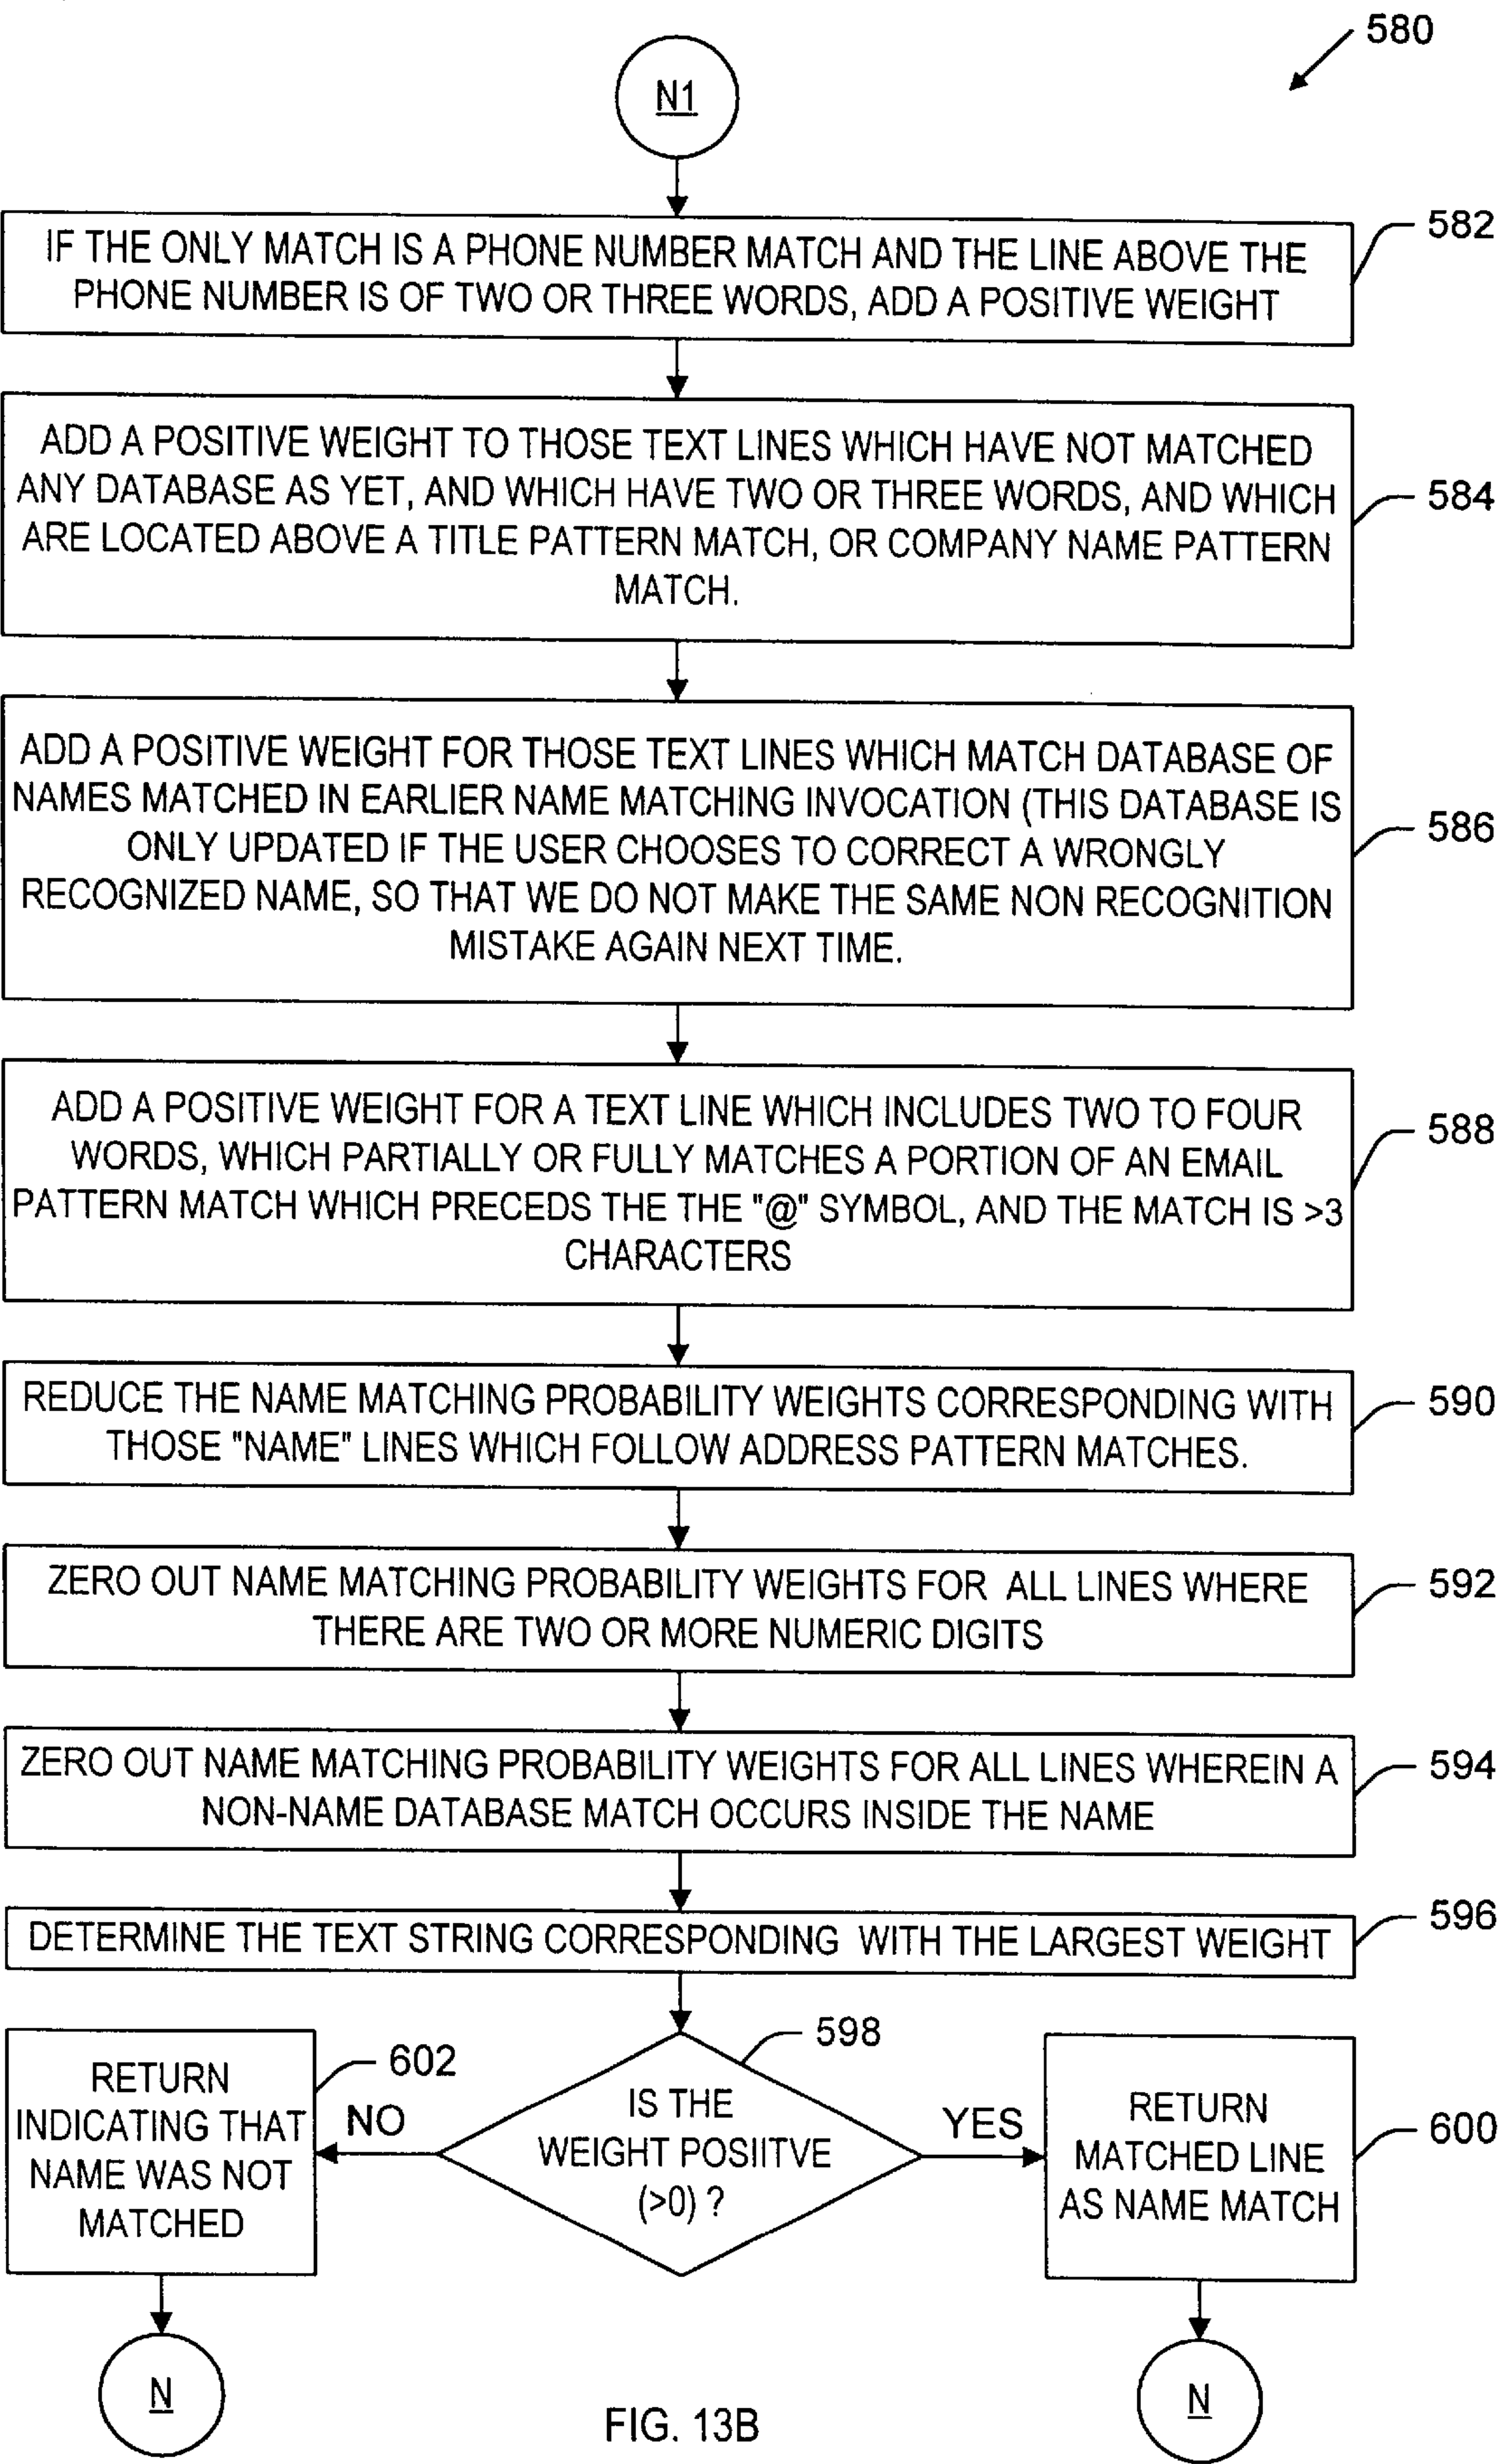 580
N1
IF THE ONLY MATCH IS A PHONE NUMBER MATCH AND THE LINE ABOVE THE
PHONE NUMBER IS OF TWO OR THREE WORDS, ADD A POSITIVE WEIGHT
582
ADD A POSITIVE WEIGHT TO THOSE TEXT LINES WHICH HAVE NOT MATCHED
ANY DATABASE AS YET, AND WHICH HAVE TWO OR THREE WORDS, AND WHICH
ARE LOCATED ABOVE A TITLE PATTERN MATCH, OR COMPANY NAME PATTERN
MATCH.
584
ADD A POSITIVE WEIGHT FOR THOSE TEXT LINES WHICH MATCH DATABASE OF
NAMES MATCHED IN EARLIER NAME MATCHING INVOCATION (THIS DATABASE IS
ONLY UPDATED IF THE USER CHOOSES TO CORRECT A WRONGLY
RECOGNIZED NAME, SO THAT WE DO NOT MAKE THE SAME NON RECOGNITION
MISTAKE AGAIN NEXT TIME.
586
ADD A POSITIVE WEIGHT FOR A TEXT LINE WHICH INCLUDES TWO TO FOUR
WORDS, WHICH PARTIALLY OR FULLY MATCHES A PORTION OF AN EMAIL
PATTERN MATCH WHICH PRECEDS THE THE "@" SYMBOL, AND THE MATCH IS >3
CHARACTERS
588
REDUCE THE NAME MATCHING PROBABILITY WEIGHTS CORRESPONDING WITH
THOSE "NAME" LINES WHICH FOLLOW ADDRESS PATTERN MATCHES.
590
ZERO OUT NAME MATCHING PROBABILITY WEIGHTS FOR ALL LINES WHERE
THERE ARE TWO OR MORE NUMERIC DIGITS
592
ZERO OUT NAME MATCHING PROBABILITY WEIGHTS FOR ALL LINES WHEREIN A
NON-NAME DATABASE MATCH OCCURS INSIDE THE NAME
594
DETERMINE THE TEXT STRING CORRESPONDING WITH THE LARGEST WEIGHT
596
598
IS THE
WEIGHT POSIITVE
(>0) ?
NO
YES
602
RETURN
INDICATING THAT
NAME WAS NOT
MATCHED
RETURN
MATCHED LINE
AS NAME MATCH
600
N
N
FIG. 13B